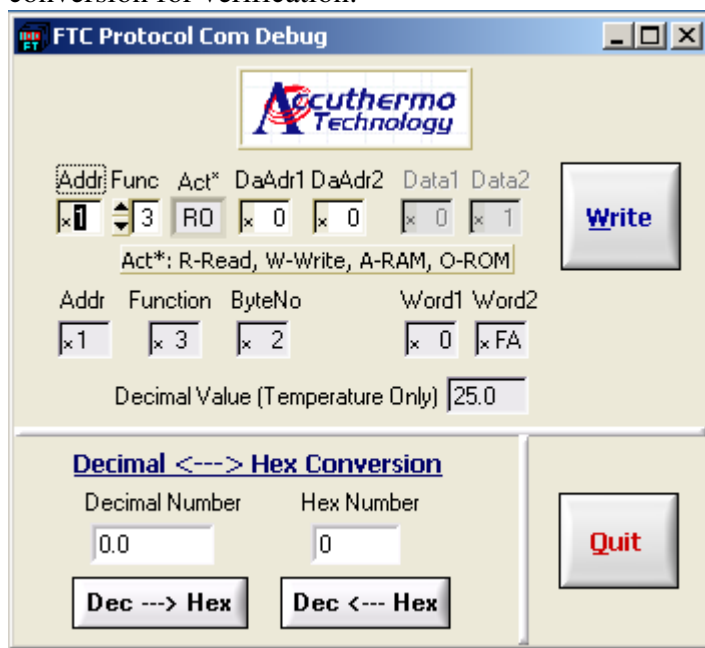 conversion for verification.
FTC Protocol Com Debug
Accuthermo
Technology
Addr Func Act* DaAdr1 DaAdr2 Data1 Data2
x 1 3 RO x 0 x 0 x 0 x 1
Write
Act*: R-Read, W-Write, A-RAM, O-ROM
Addr Function ByteNo Word1 Word2
x 1 x 3 x 2 x 0 x FA
Decimal Value (Temperature Only) 25.0
Decimal <---> Hex Conversion
Decimal Number Hex Number
0.0 0
Quit
Dec ---> Hex Dec <--- Hex